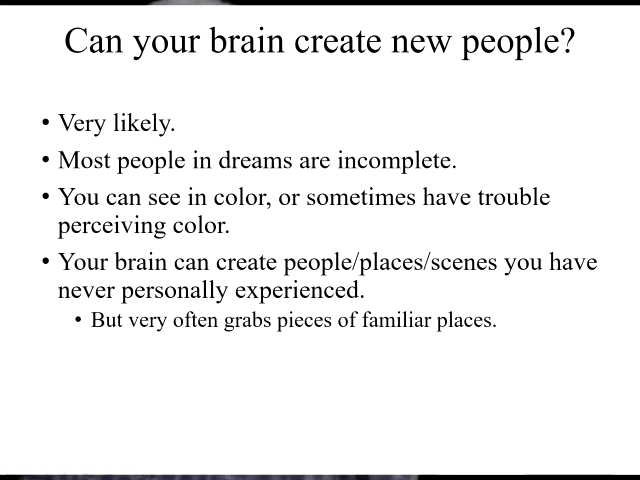 Can your brain create new people?
• Very likely.
• Most people in dreams are incomplete.
• You can see in color, or sometimes have trouble
perceiving color.
• Your brain can create people/places/scenes you have
never personally experienced.
• But very often grabs pieces of familiar places.